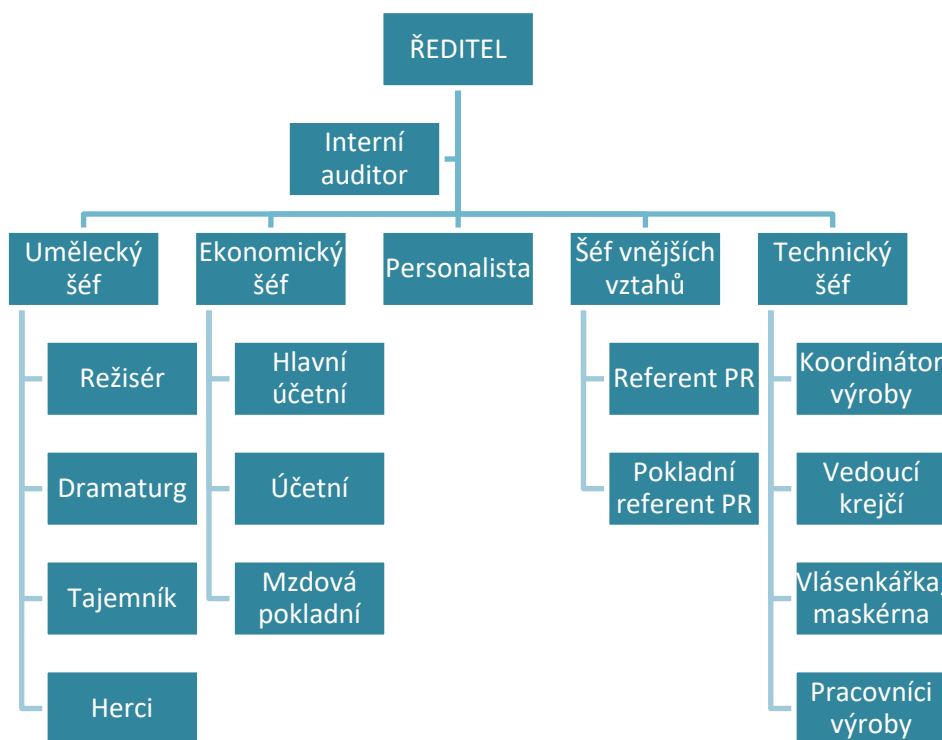 ŘEDITEL
Interní
auditor
Umělecký
šéf
Ekonomický
šéf
Personalista
Šéf vnějších
vztahů
Technický
šéf
Režisér
Dramaturg
Tajemník
Herci
Hlavní
účetní
Účetní
Mzdová
pokladní
Referent PR
Pokladní
referent PR
Koordinátor
výroby
Vedoucí
krejčí
Vlásenkářka,
maskérna
Pracovníci
výroby